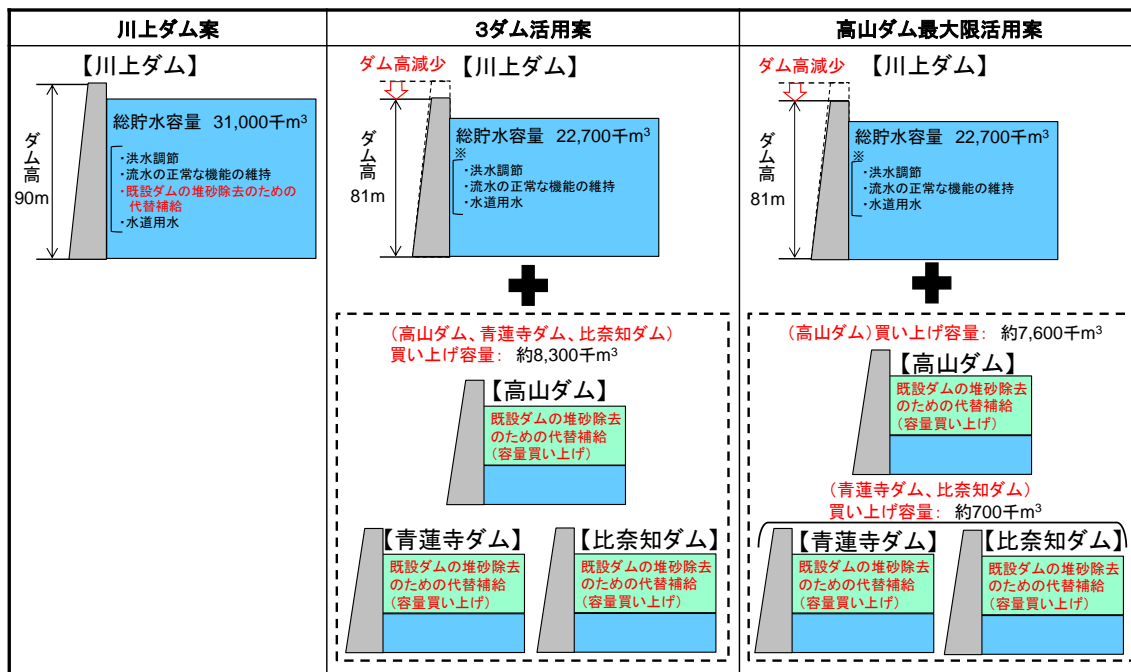 川上ダム案
【川上ダム】
ダム高
90m
総貯水容量 31,000千m³
・洪水調節
・流水の正常な機能の維持
・既設ダムの堆砂除去のための
代替補給
・水道用水
3ダム活用案
ダム高減少
【川上ダム】
ダム高
81m
総貯水容量 22,700千m³
※
・洪水調節
・流水の正常な機能の維持
・水道用水
(高山ダム、青蓮寺ダム、比奈知ダム)
買い上げ容量: 約8,300千m³
【高山ダム】
既設ダムの堆砂除去
のための代替補給
(容量買い上げ)
【青蓮寺ダム】
既設ダムの堆砂除去
のための代替補給
(容量買い上げ)
【比奈知ダム】
既設ダムの堆砂除去
のための代替補給
(容量買い上げ)
高山ダム最大限活用案
ダム高減少
【川上ダム】
ダム高
81m
総貯水容量 22,700千m³
※
・洪水調節
・流水の正常な機能の維持
・水道用水
(高山ダム)買い上げ容量: 約7,600千m³
【高山ダム】
既設ダムの堆砂除去
のための代替補給
(容量買い上げ)
(青蓮寺ダム、比奈知ダム)
買い上げ容量: 約700千m³
【青蓮寺ダム】
既設ダムの堆砂除去
のための代替補給
(容量買い上げ)
【比奈知ダム】
既設ダムの堆砂除去
のための代替補給
(容量買い上げ)